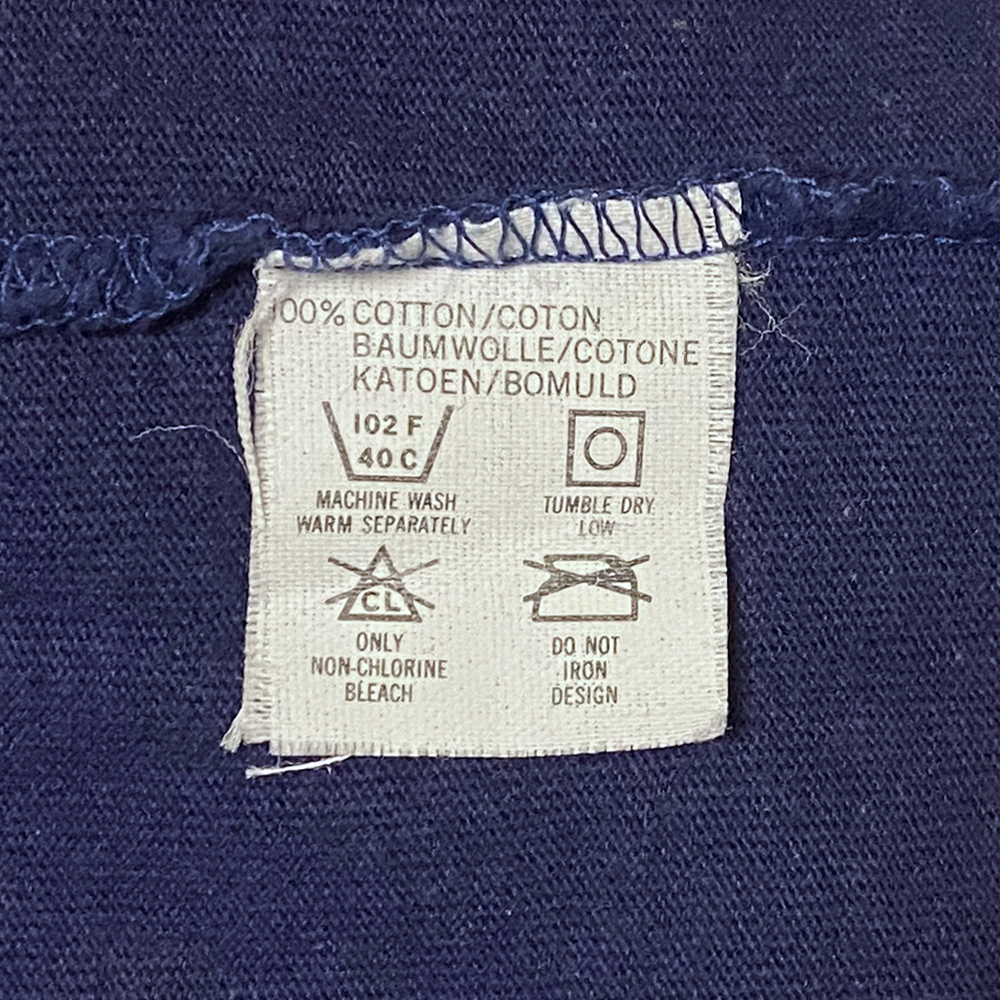 100% COTTON/COTON
BAUMWOLLE/COTONE
KATOEN/BOMULD
102 F
40 C
MACHINE WASH
WARM SEPARATELY
TUMBLE DRY
LOW
CL
ONLY
NON-CHLORINE
BLEACH
DO NOT
IRON
DESIGN